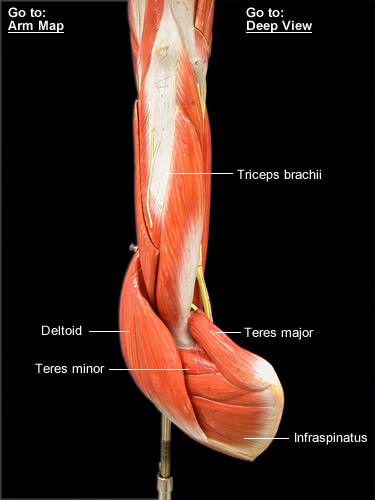 Go to:
Arm Map
Go to:
Deep View
Triceps brachii
Deltoid
Teres major
Teres minor
Infraspinatus